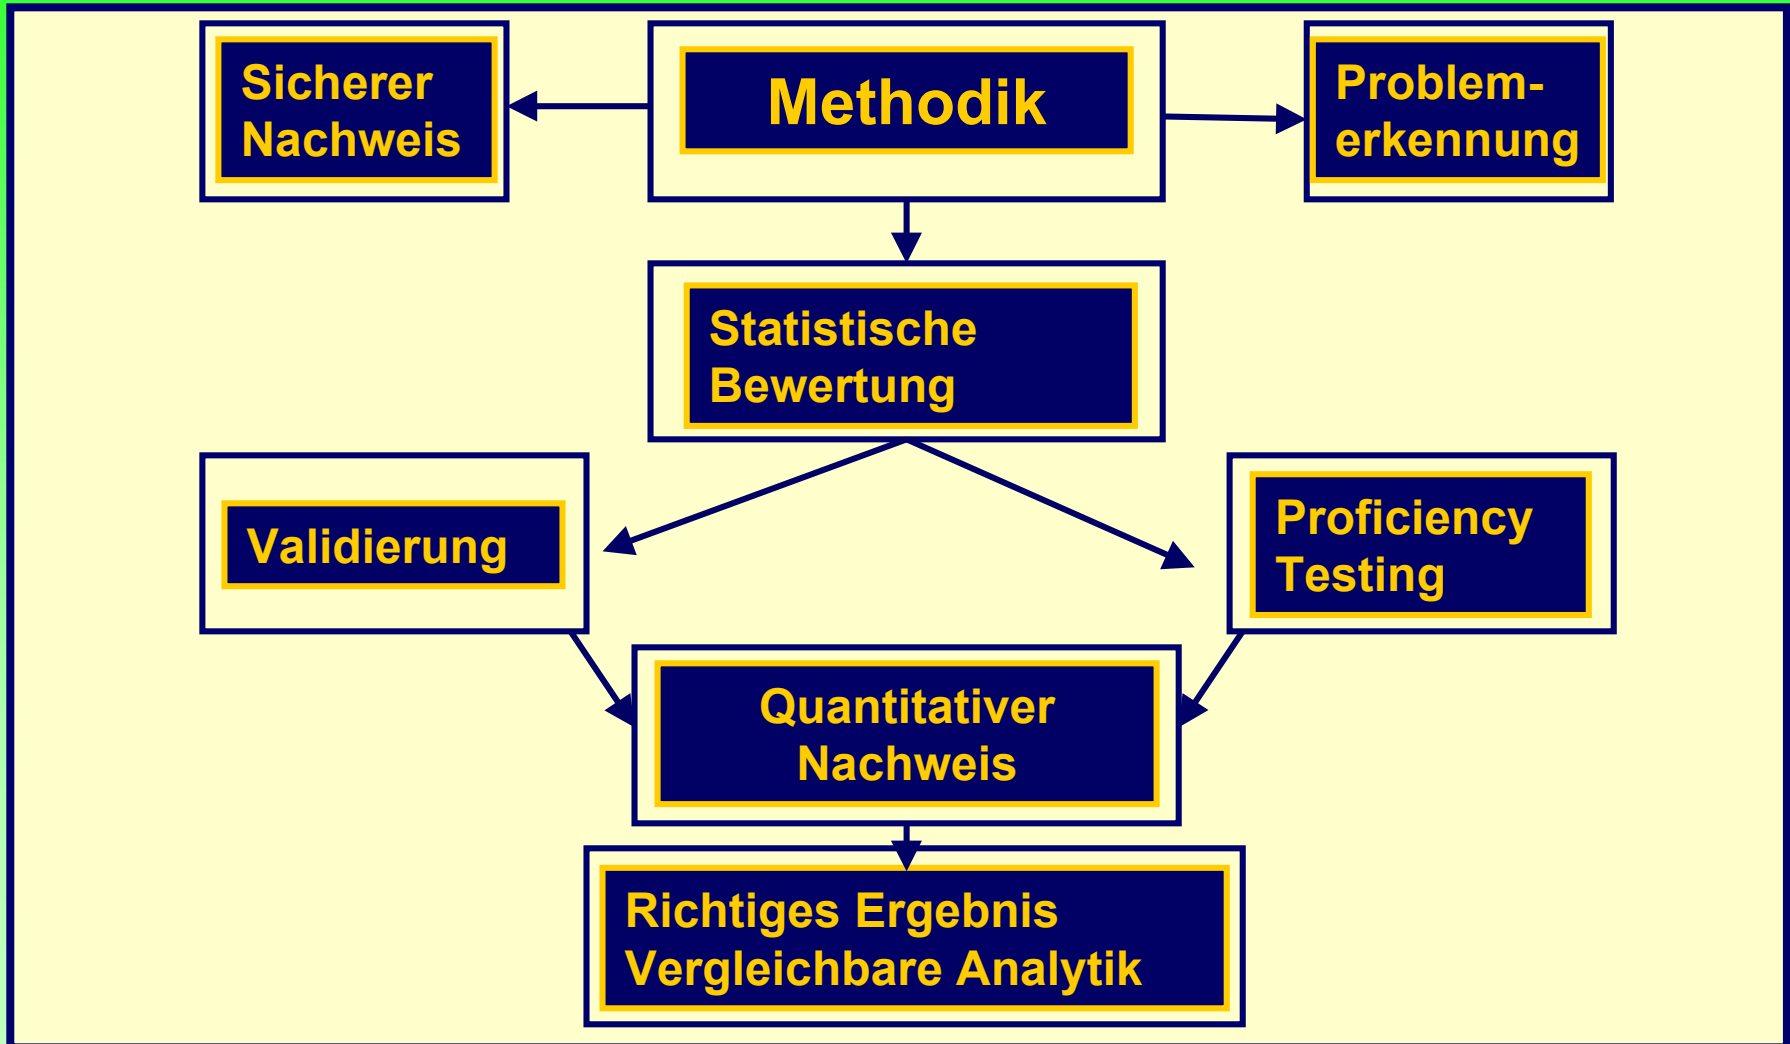 Sicherer
Nachweis
Methodik
Problem-
erkennung
Statistische
Bewertung
Validierung
Proficiency
Testing
Quantitativer
Nachweis
Richtiges Ergebnis
Vergleichbare Analytik